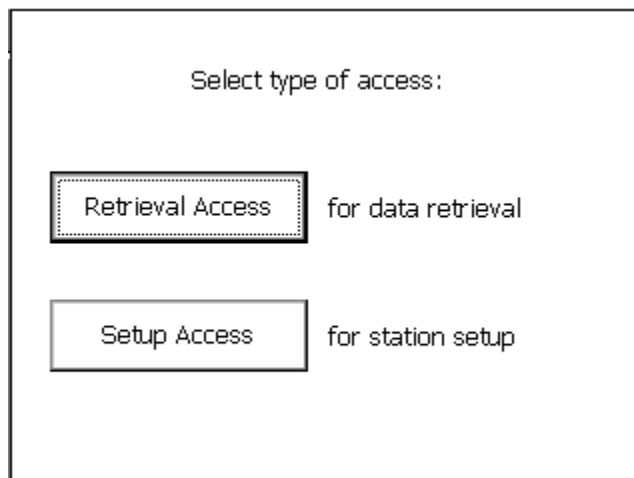 Select type of access:
Retrieval Access for data retrieval
Setup Access for station setup